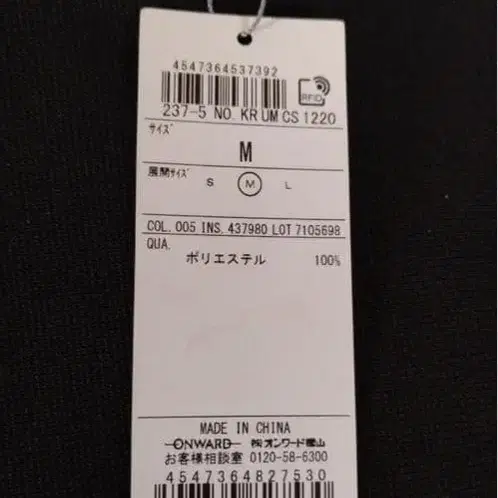 4547364537392
RFID
237-5 NO. KR UM CS 1220
サイズ
M
展開サイズ
S M L
COL. 005 INS. 437980 LOT 7105698
QUA.
ポリエステル 100%
MADE IN CHINA
ONWARD ㈱オンワード樫山
お客様相談室 0120-58-6300
4547364827530